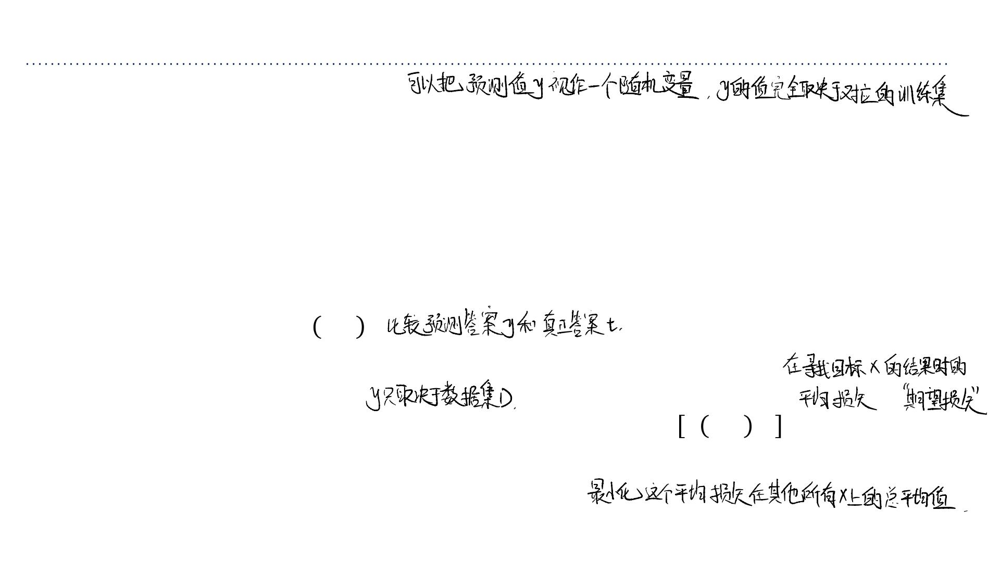 可以把预测值y视作一个随机变量，y的值完全取决于对应的训练集
( ) 比较预测答案y和真正答案t.
在寻找目标x的结果时的
y只取决于数据集D.
平均损失 “期望损失”
[ ( ) ]
最小化这个平均损失在其他所有x上的总平均值.